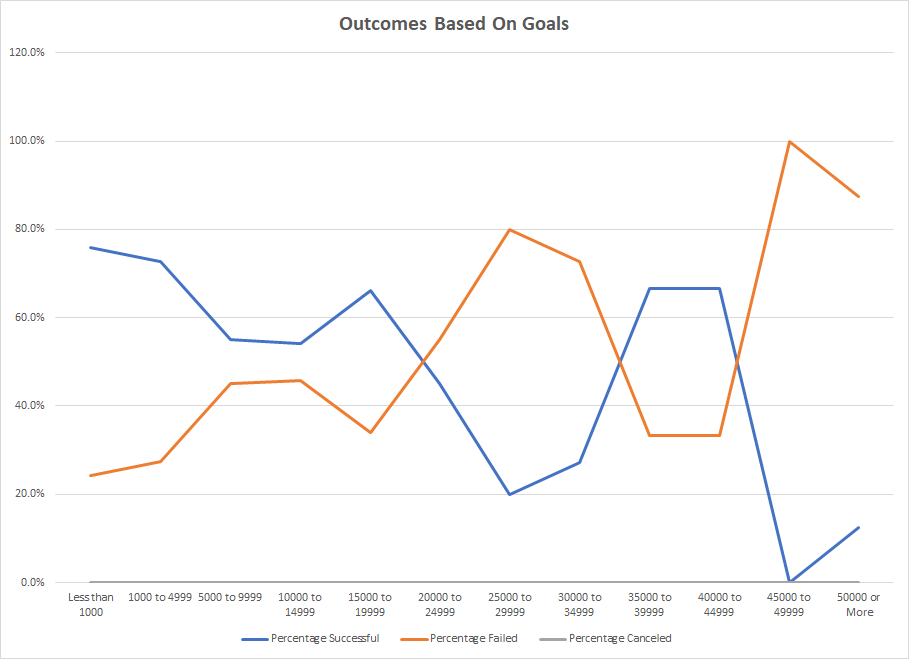 Outcomes Based On Goals
120.0%
100.0%
80.0%
60.0%
40.0%
20.0%
0.0%
Less than
1000
1000 to 4999
5000 to 9999
10000 to
14999
15000 to
19999
20000 to
24999
25000 to
29999
30000 to
34999
35000 to
39999
40000 to
44999
45000 to
49999
50000 or
More
Percentage Successful
Percentage Failed
Percentage Canceled